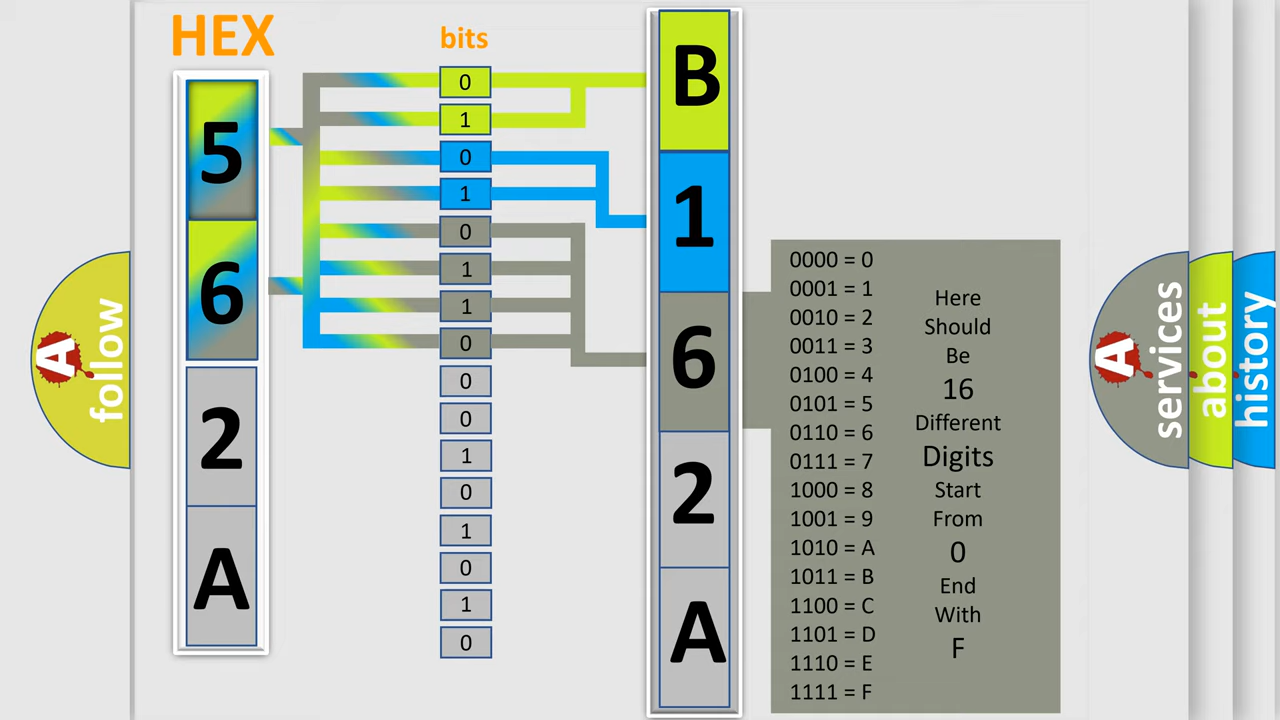 HEX
bits
5
6
2
A
0
1
0
1
0
1
1
0
0
0
1
0
1
0
1
0
B
1
6
2
A
0000 = 0
0001 = 1
0010 = 2
0011 = 3
0100 = 4
0101 = 5
0110 = 6
0111 = 7
1000 = 8
1001 = 9
1010 = A
1011 = B
1100 = C
1101 = D
1110 = E
1111 = F
Here
Should
Be
16
Different
Digits
Start
From
0
End
With
F
A
follow
A
services
about
history